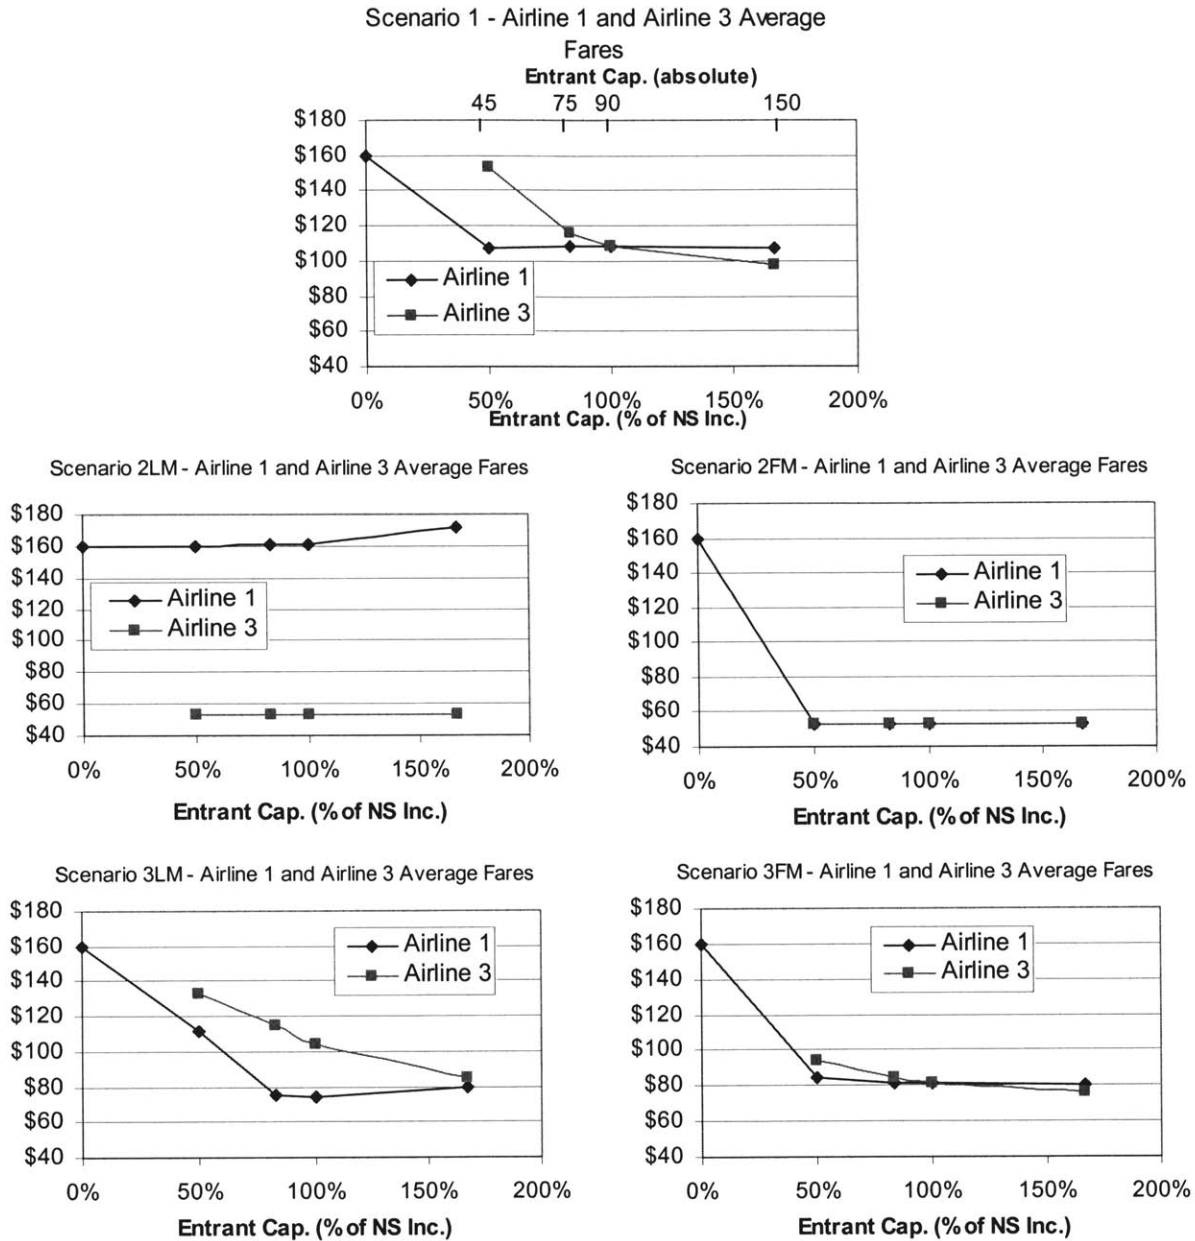 Scenario 1 - Airline 1 and Airline 3 Average
Fares
Entrant Cap. (absolute)
45 75 90 150
$180
$160
$140
$120
$100
$80
$60
$40
Airline 1
Airline 3
0% 50% 100% 150% 200%
Entrant Cap. (% of NS Inc.)
Scenario 2LM - Airline 1 and Airline 3 Average Fares
$180
$160
$140
$120
$100
$80
$60
$40
Airline 1
Airline 3
0% 50% 100% 150% 200%
Entrant Cap. (% of NS Inc.)
Scenario 2FM - Airline 1 and Airline 3 Average Fares
$180
$160
$140
$120
$100
$80
$60
$40
Airline 1
Airline 3
0% 50% 100% 150% 200%
Entrant Cap. (% of NS Inc.)
Scenario 3LM - Airline 1 and Airline 3 Average Fares
$180
$160
$140
$120
$100
$80
$60
$40
Airline 1
Airline 3
0% 50% 100% 150% 200%
Entrant Cap. (% of NS Inc.)
Scenario 3FM - Airline 1 and Airline 3 Average Fares
$180
$160
$140
$120
$100
$80
$60
$40
Airline 1
Airline 3
0% 50% 100% 150% 200%
Entrant Cap. (% of NS Inc.)